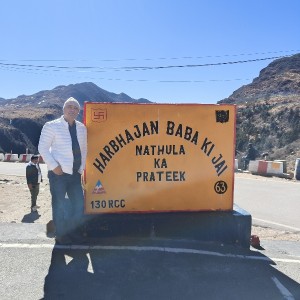 HARBHAJAN BABA KI JAI
NATHULA
KA
PRATEEK
63
130 RCC